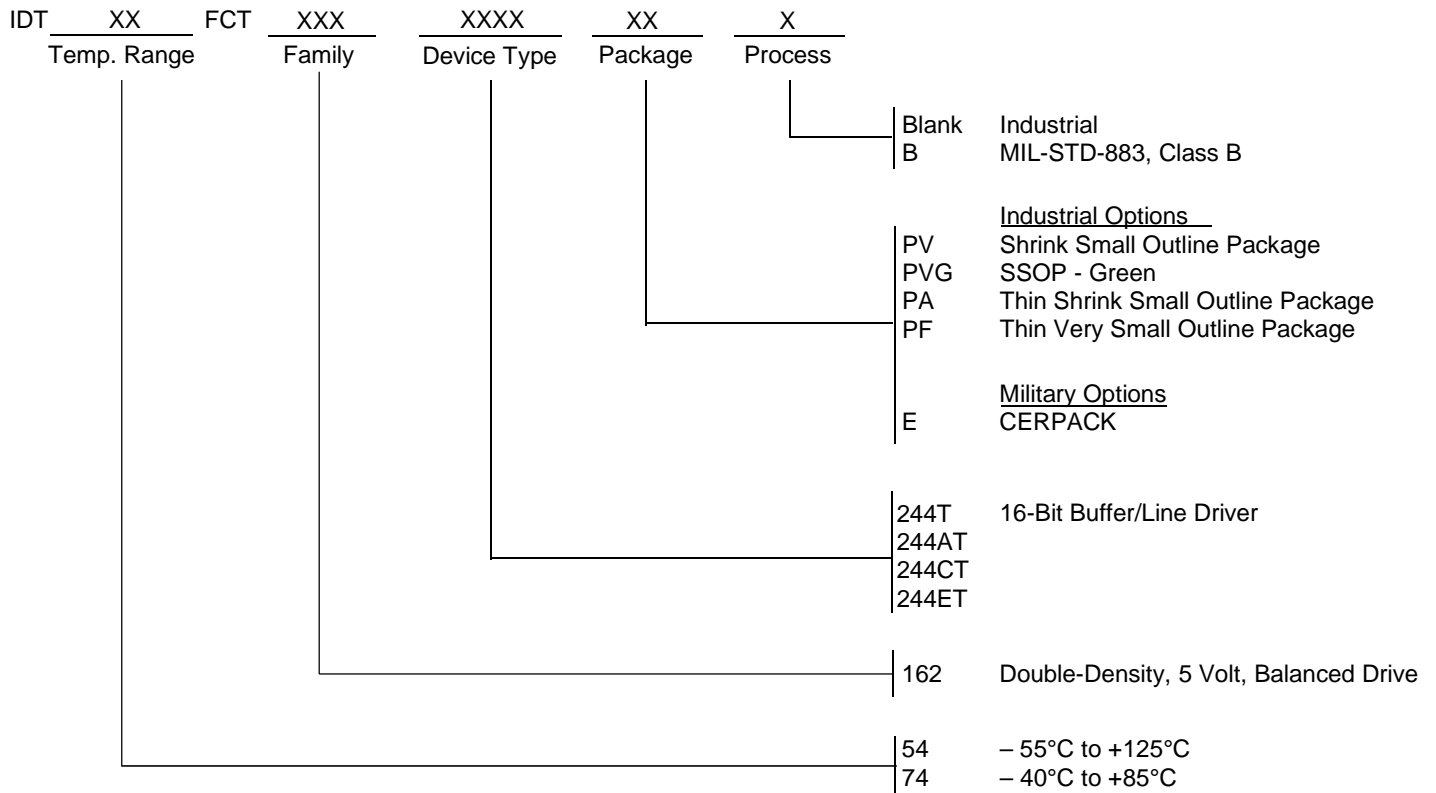 IDT XX FCT XXX XXXX XX X
Temp. Range Family Device Type Package Process
Blank Industrial
B MIL-STD-883, Class B
Industrial Options
PV Shrink Small Outline Package
PVG SSOP - Green
PA Thin Shrink Small Outline Package
PF Thin Very Small Outline Package
Military Options
E CERPACK
244T 16-Bit Buffer/Line Driver
244AT
244CT
244ET
162 Double-Density, 5 Volt, Balanced Drive
54 – 55°C to +125°C
74 – 40°C to +85°C